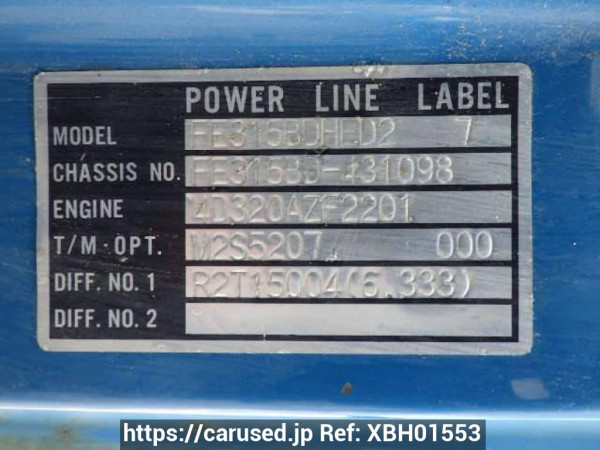 POWER LINE LABEL
MODEL FE315BDHED2 7
CHASSIS NO. FE315BD-431098
ENGINE 4D320AZF2201
T/M·OPT. M2S5207 000
DIFF. NO. 1 R2T15004(6.333)
DIFF. NO. 2
https://carused.jp Ref: XBH01553